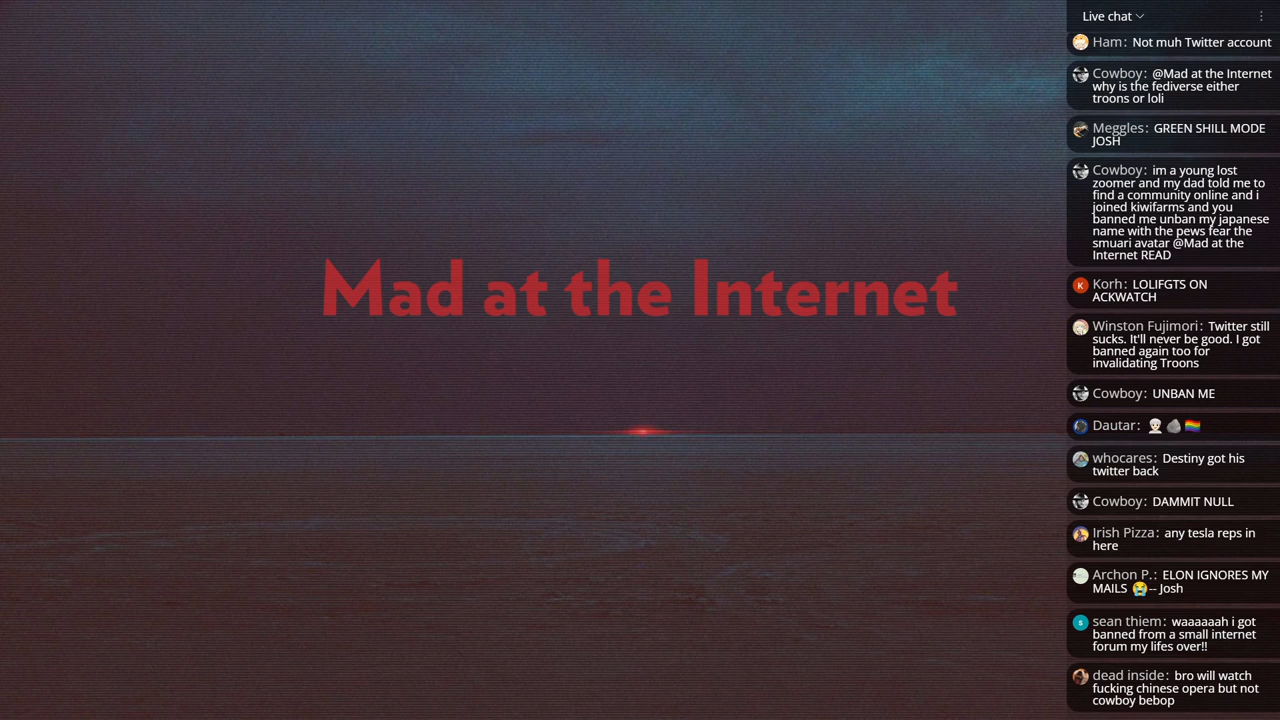 Mad at the Internet
Live chat
Ham: Not muh Twitter account
Cowboy: @Mad at the Internet
why is the fediverse either
troons or loli
Meggles: GREEN SHILL MODE
JOSH
Cowboy: im a young lost
zoomer and my dad told me to
find a community online and i
joined kiwifarms and you
banned me unban my japanese
name with the pews fear the
smuari avatar @Mad at the
Internet READ
K
Korh: LOLIFGTS ON
ACKWATCH
Winston Fujimori: Twitter still
sucks. It'll never be good. I got
banned again too for
invalidating Troons
Cowboy: UNBAN ME
Dautar: 👨🏻‍🦳 🪨 🏳️‍🌈
whocares: Destiny got his
twitter back
Cowboy: DAMMIT NULL
Irish Pizza: any tesla reps in
here
Archon P.: ELON IGNORES MY
MAILS 😭-- Josh
s
sean thiem: waaaaaah i got
banned from a small internet
forum my lifes over!!
dead inside: bro will watch
fucking chinese opera but not
cowboy bebop